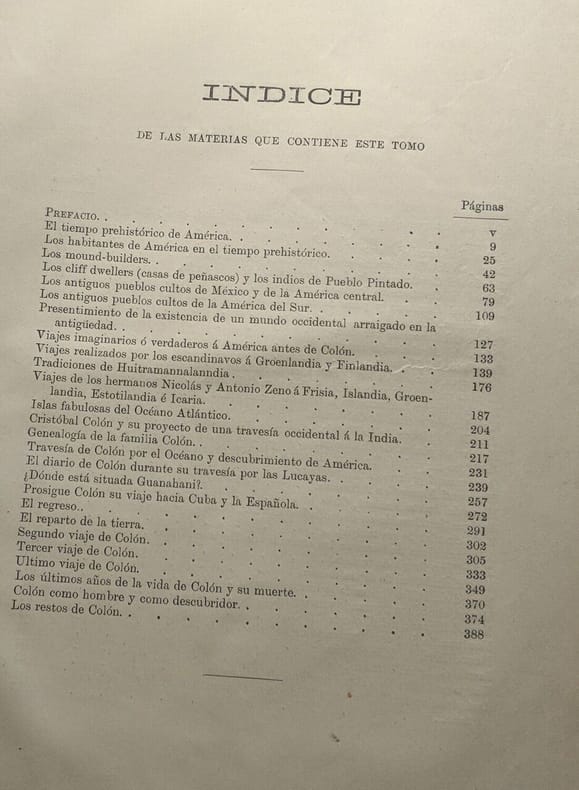 INDICE
DE LAS MATERIAS QUE CONTIENE ESTE TOMO
Páginas
PREFACIO. . . . . v
El tiempo prehistórico de América. . . . . 9
Los habitantes de América en el tiempo prehistórico. . . . . 25
Los mound-builders. . . . . 42
Los cliff dwellers (casas de peñascos) y los indios de Pueblo Pintado. . . 63
Los antiguos pueblos cultos de México y de la América central. . . 79
Los antiguos pueblos cultos de la América del Sur. . . . . 109
Presentimiento de la existencia de un mundo occidental arraigado en la
antigüedad. . . . . 127
Viajes imaginarios ó verdaderos á América antes de Colón. . . . 133
Viajes realizados por los escandinavos á Groenlandia y Finlandia. . . 139
Tradiciones de Huitramannalanndia . . . . . 176
Viajes de los hermanos Nicolás y Antonio Zeno á Frisia, Islandia, Groen-
landia, Estotilandia é Icaria. . . . . 187
Islas fabulosas del Océano Atlántico. . . . . 204
Cristóbal Colón y su proyecto de una travesía occidental á la India. . . 211
Genealogía de la familia Colón. . . . . 217
Travesía de Colón por el Océano y descubrimiento de América. . . . 231
El diario de Colón durante su travesía por las Lucayas. . . . . 239
¿Dónde está situada Guanahani?. . . . . 257
Prosigue Colón su viaje hacia Cuba y la Española. . . . . 272
El regreso. . . . . 291
El reparto de la tierra. . . . . 302
Segundo viaje de Colón. . . . . 305
Tercer viaje de Colón. . . . . 333
Ultimo viaje de Colón. . . . . 349
Los últimos años de la vida de Colón y su muerte. . . . . 370
Colón como hombre y como descubridor. . . . . 374
Los restos de Colón. . . . . 388